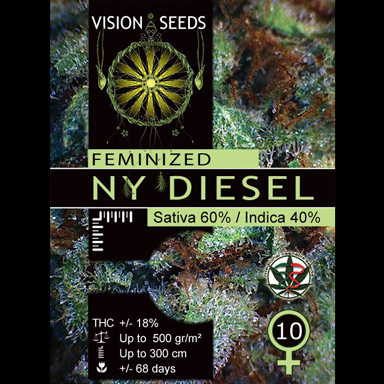 VISION SEEDS
FEMINIZED
NY DIESEL
Sativa 60% / Indica 40%
THC +/- 18%
Up to 500 gr/m²
Up to 300 cm
+/- 68 days
10